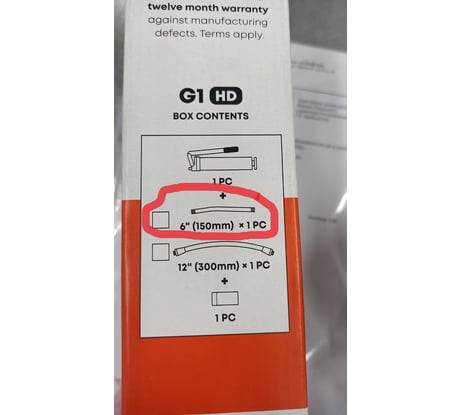 twelve month warranty
against manufacturing
defects. Terms apply.
G1 HD
BOX CONTENTS
1 PC
+
6" (150mm) × 1 PC
12" (300mm) × 1 PC
+
1 PC